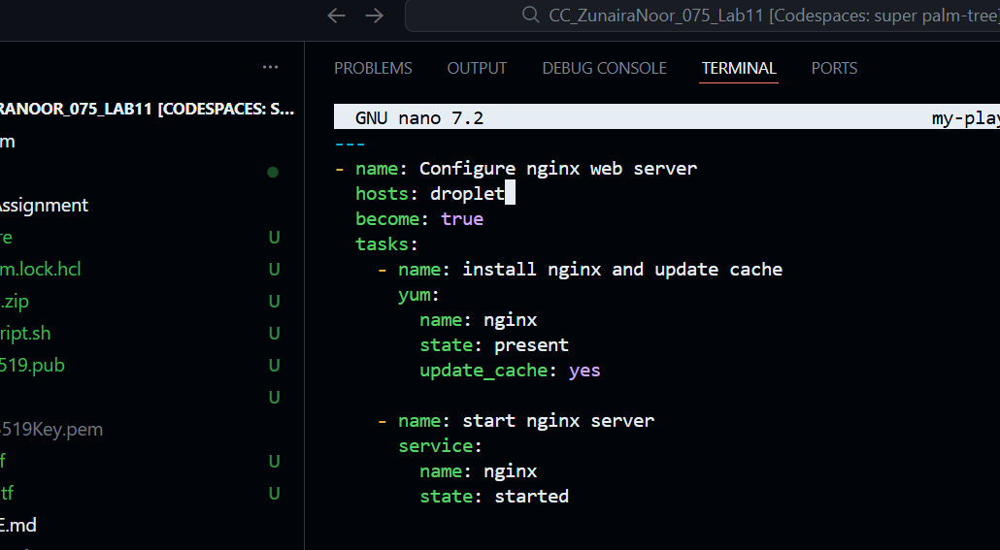 CC_ZunairaNoor_075_Lab11 [Codespaces: super palm-tree]
PROBLEMS OUTPUT DEBUG CONSOLE TERMINAL PORTS
RANOOR_075_LAB11 [CODESPACES: S...
m
Assignment
re U
m.lock.hcl U
.zip U
ript.sh U
519.pub U
U
519Key.pem
f U
tf U
E.md
GNU nano 7.2 my-play
---
- name: Configure nginx web server
hosts: droplet
become: true
tasks:
- name: install nginx and update cache
yum:
name: nginx
state: present
update_cache: yes
- name: start nginx server
service:
name: nginx
state: started